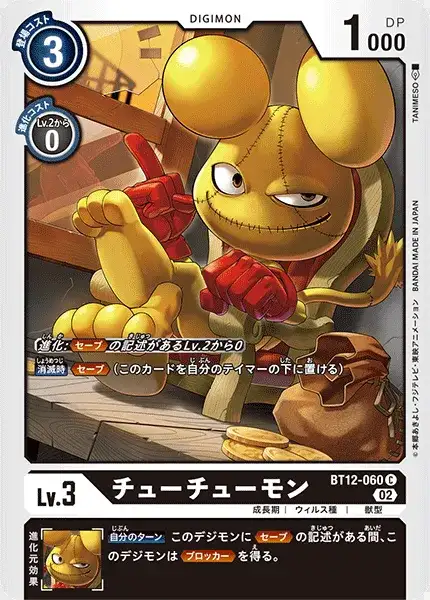 DIGIMON
登場コスト
3
1000
DP
進化コスト
Lv.2から
0
TANIMESO
BANDAI MADE IN JAPAN
©本郷あきよし・フジテレビ・東映アニメーション
進化:セーブの記述があるLv.2から0
消滅時 セーブ（このカードを自分のテイマーの下に置ける）
BT12-060 C
02
Lv.3
チューチューモン
成長期｜ウィルス種｜獣型
進化元効果
自分のターン このデジモンにセーブの記述がある間、こ
のデジモンはブロッカーを得る。